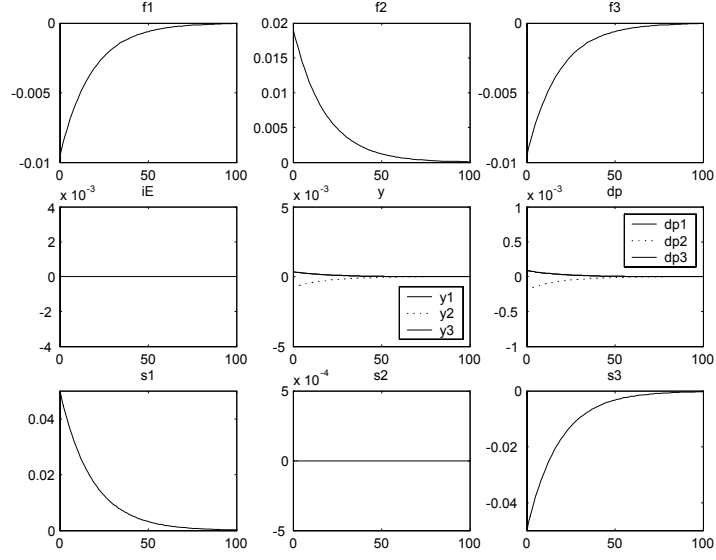 f1 f2 f3
0 0.02 0
0.015
-0.005 0.01 -0.005
0.005
-0.01 0 -0.01
0 50 100 0 50 100 0 50 100
x 10^-3 iE x 10^-3 y x 10^-3 dp
4 5 1
2 0.5
0 0 0
-2 -0.5
-4 -5 -1
dp1
dp2
dp3
y1
y2
y3
0 50 100 0 50 100 0 50 100
s1 x 10^-4 s2 s3
5 0
0.04
-0.02
0.02 0
-0.04
0 -5
0 50 100 0 50 100 0 50 100